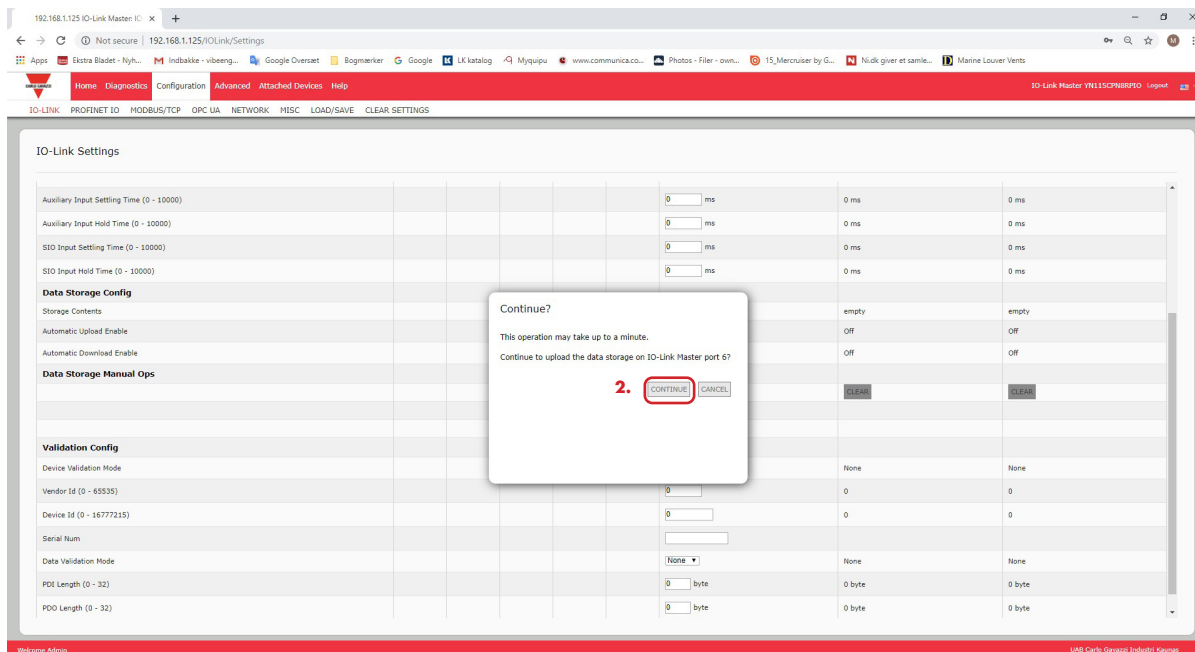 192.168.1.125 IO-Link Master: IO
Not secure | 192.168.1.125/IOLink/Settings
Apps Ekstra Bladet - Nyh... Indbakke - vibeeng... Google Oversæt Bogmærker Google LK katalog Myquipu www.communica.co... Photos - Filer - own... 15_Mercruiser by G... Ni.dk giver et samle... Marine Louver Vents
CARLO GAVAZZI Home Diagnostics Configuration Advanced Attached Devices Help IO-Link Master YN115CPN8RPIO Logout
IO-LINK PROFINET IO MODBUS/TCP OPC UA NETWORK MISC LOAD/SAVE CLEAR SETTINGS
IO-Link Settings
Auxiliary Input Settling Time (0 - 10000) 0 ms 0 ms 0 ms
Auxiliary Input Hold Time (0 - 10000) 0 ms 0 ms 0 ms
SIO Input Settling Time (0 - 10000) 0 ms 0 ms 0 ms
SIO Input Hold Time (0 - 10000) 0 ms 0 ms 0 ms
Data Storage Config
Storage Contents empty empty
Automatic Upload Enable Off Off
Automatic Download Enable Off Off
Data Storage Manual Ops
CLEAR CLEAR
Continue?
This operation may take up to a minute.
Continue to upload the data storage on IO-Link Master port 6?
2. CONTINUE CANCEL
Validation Config
Device Validation Mode None None
Vendor Id (0 - 65535) 0 0 0
Device Id (0 - 16777215) 0 0 0
Serial Num
Data Validation Mode None None None
PDI Length (0 - 32) 0 byte 0 byte 0 byte
PDO Length (0 - 32) 0 byte 0 byte 0 byte
Welcome Admin UAB Carlo Gavazzi Industri Kaunas